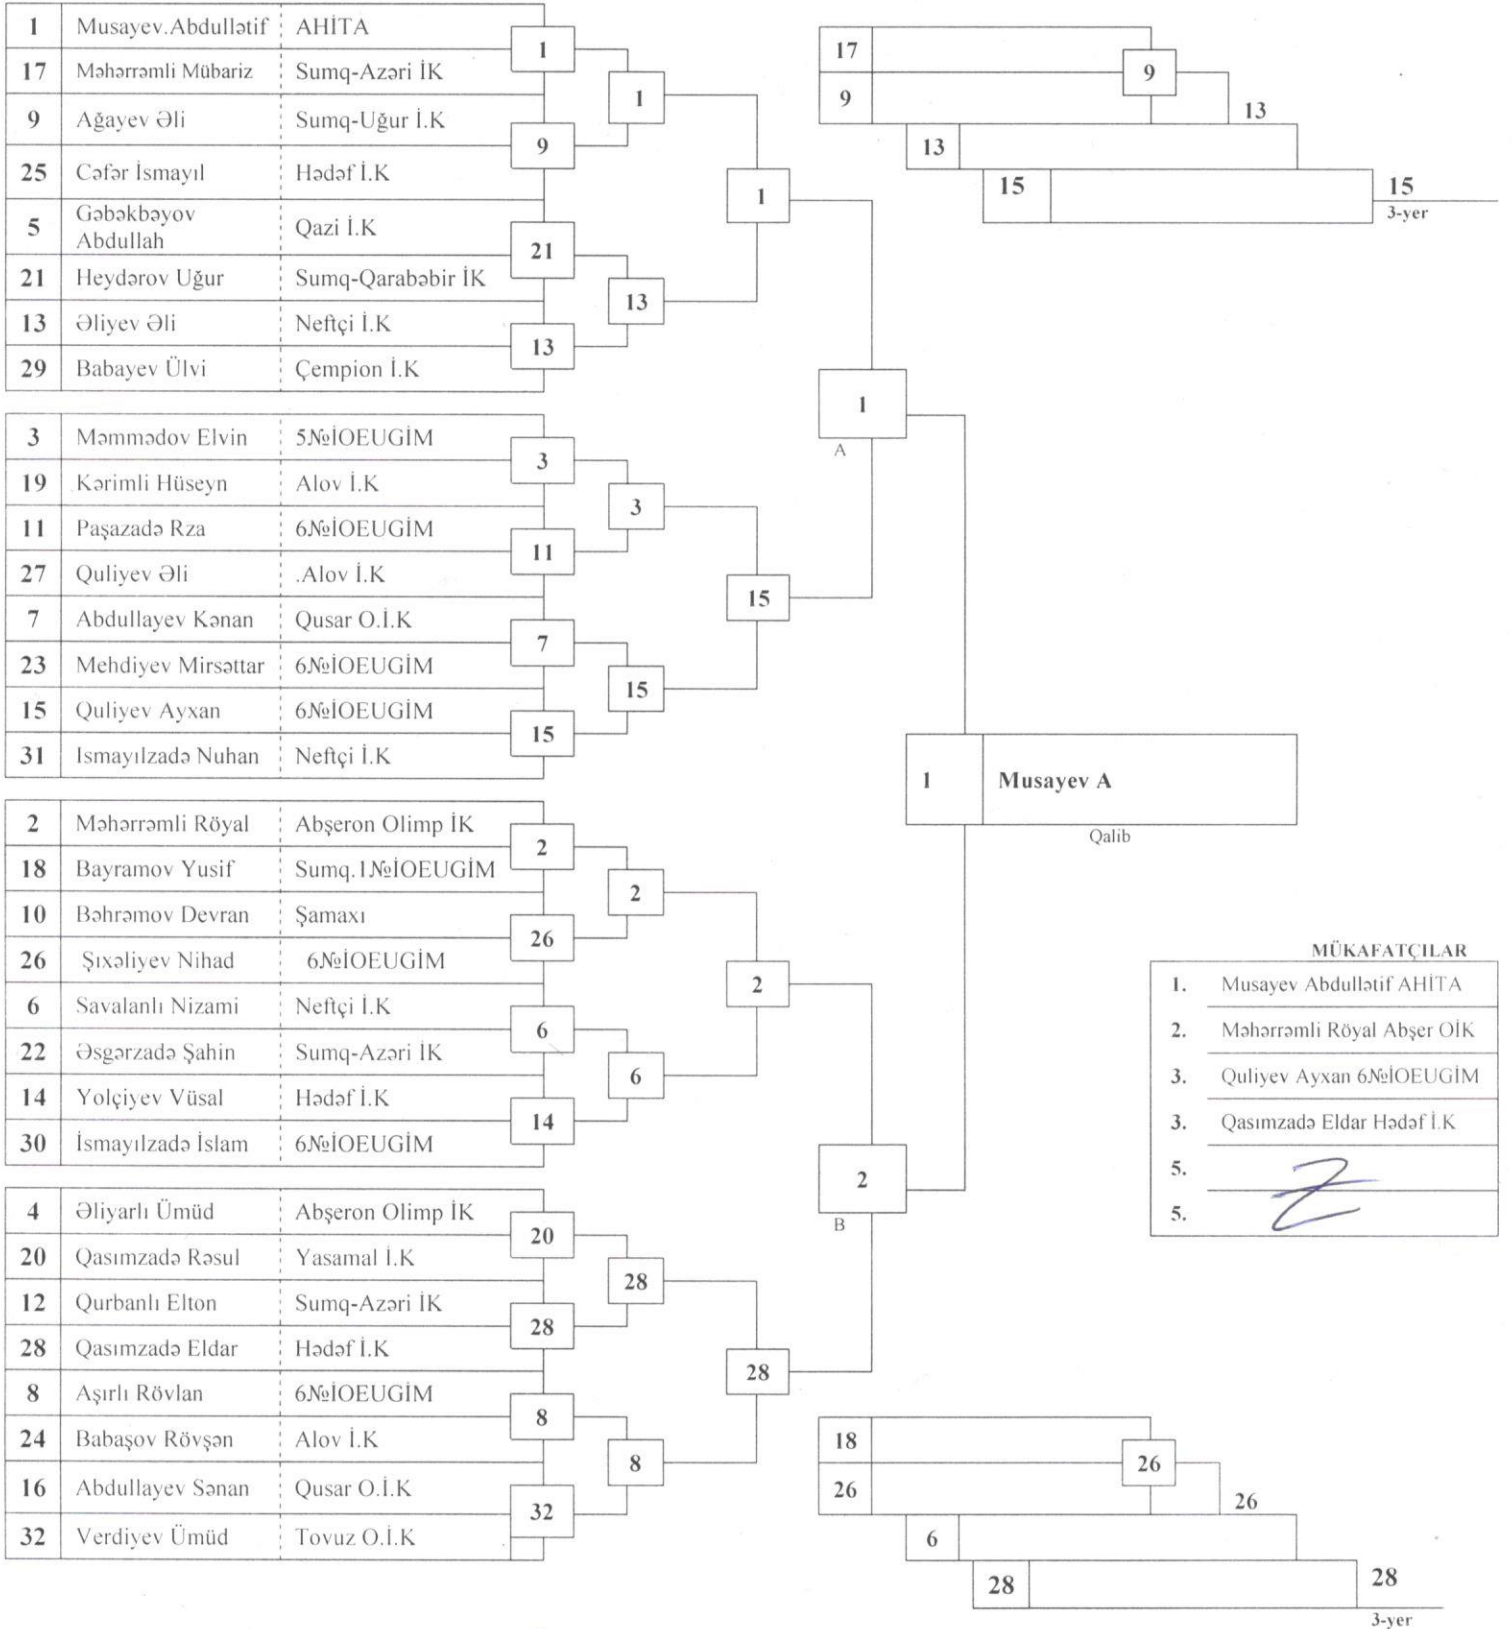 1 Musayev.Abdullətif AHİTA
17 Məhərrəmli Mübariz Sumq-Azəri İK
9 Ağayev Əli Sumq-Uğur İ.K
25 Cəfər İsmayıl Hədəf İ.K
5 Gəbəkbəyov Abdullah Qazi İ.K
21 Heydərov Uğur Sumq-Qarabəbir İK
13 Əliyev Əli Neftçi İ.K
29 Babayev Ülvi Çempion İ.K
1
9
21
13
1
13
1
3 Məmmədov Elvin 5№İOEUGİM
19 Kərimli Hüseyn Alov İ.K
11 Paşazadə Rza 6№İOEUGİM
27 Quliyev Əli .Alov İ.K
7 Abdullayev Kənan Qusar O.İ.K
23 Mehdiyev Mirsəttar 6№İOEUGİM
15 Quliyev Ayxan 6№İOEUGİM
31 Ismayılzadə Nuhan Neftçi İ.K
3
11
7
15
3
15
15
1
A
2 Məhərrəmli Röyal Abşeron Olimp İK
18 Bayramov Yusif Sumq.1№İOEUGİM
10 Bəhrəmov Devran Şamaxı
26 Şıxəliyev Nihad 6№İOEUGİM
6 Savalanlı Nizami Neftçi İ.K
22 Əsgərzadə Şahin Sumq-Azəri İK
14 Yolçiyev Vüsal Hədəf İ.K
30 İsmayılzadə İslam 6№İOEUGİM
2
26
6
14
2
6
2
4 Əliyarlı Ümüd Abşeron Olimp İK
20 Qasımzadə Rəsul Yasamal İ.K
12 Qurbanlı Elton Sumq-Azəri İK
28 Qasımzadə Eldar Hədəf İ.K
8 Aşırlı Rövlan 6№İOEUGİM
24 Babaşov Rövşən Alov İ.K
16 Abdullayev Sənan Qusar O.İ.K
32 Verdiyev Ümüd Tovuz O.İ.K
20
28
8
32
28
8
28
2
B
17
9
9
13
13
15
15
3-yer
1 Musayev A
Qalib
MÜKAFATÇILAR
1. Musayev Abdullətif AHİTA
2. Məhərrəmli Röyal Abşer OİK
3. Quliyev Ayxan 6№İOEUGİM
3. Qasımzadə Eldar Hədəf İ.K
5.
5.
18
26
26
26
6
28
28
3-yer